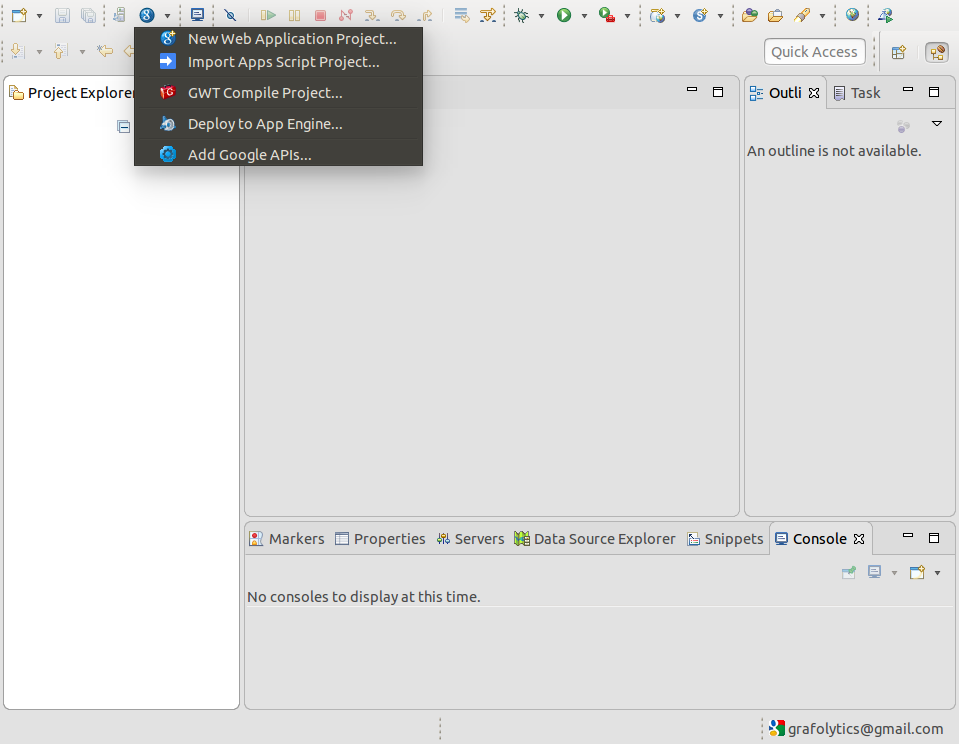 New Web Application Project...
Import Apps Script Project...
GWT Compile Project...
Deploy to App Engine...
Add Google APIs...
Quick Access
Project Explorer
Outli
Task
An outline is not available.
Markers
Properties
Servers
Data Source Explorer
Snippets
Console
No consoles to display at this time.
grafolytics@gmail.com